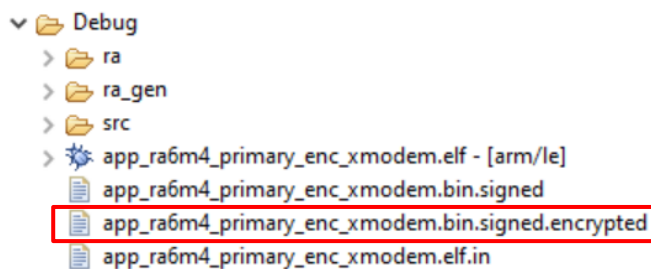 Debug
ra
ra_gen
src
app_ra6m4_primary_enc_xmodem.elf - [arm/le]
app_ra6m4_primary_enc_xmodem.bin.signed
app_ra6m4_primary_enc_xmodem.bin.signed.encrypted
app_ra6m4_primary_enc_xmodem.elf.in